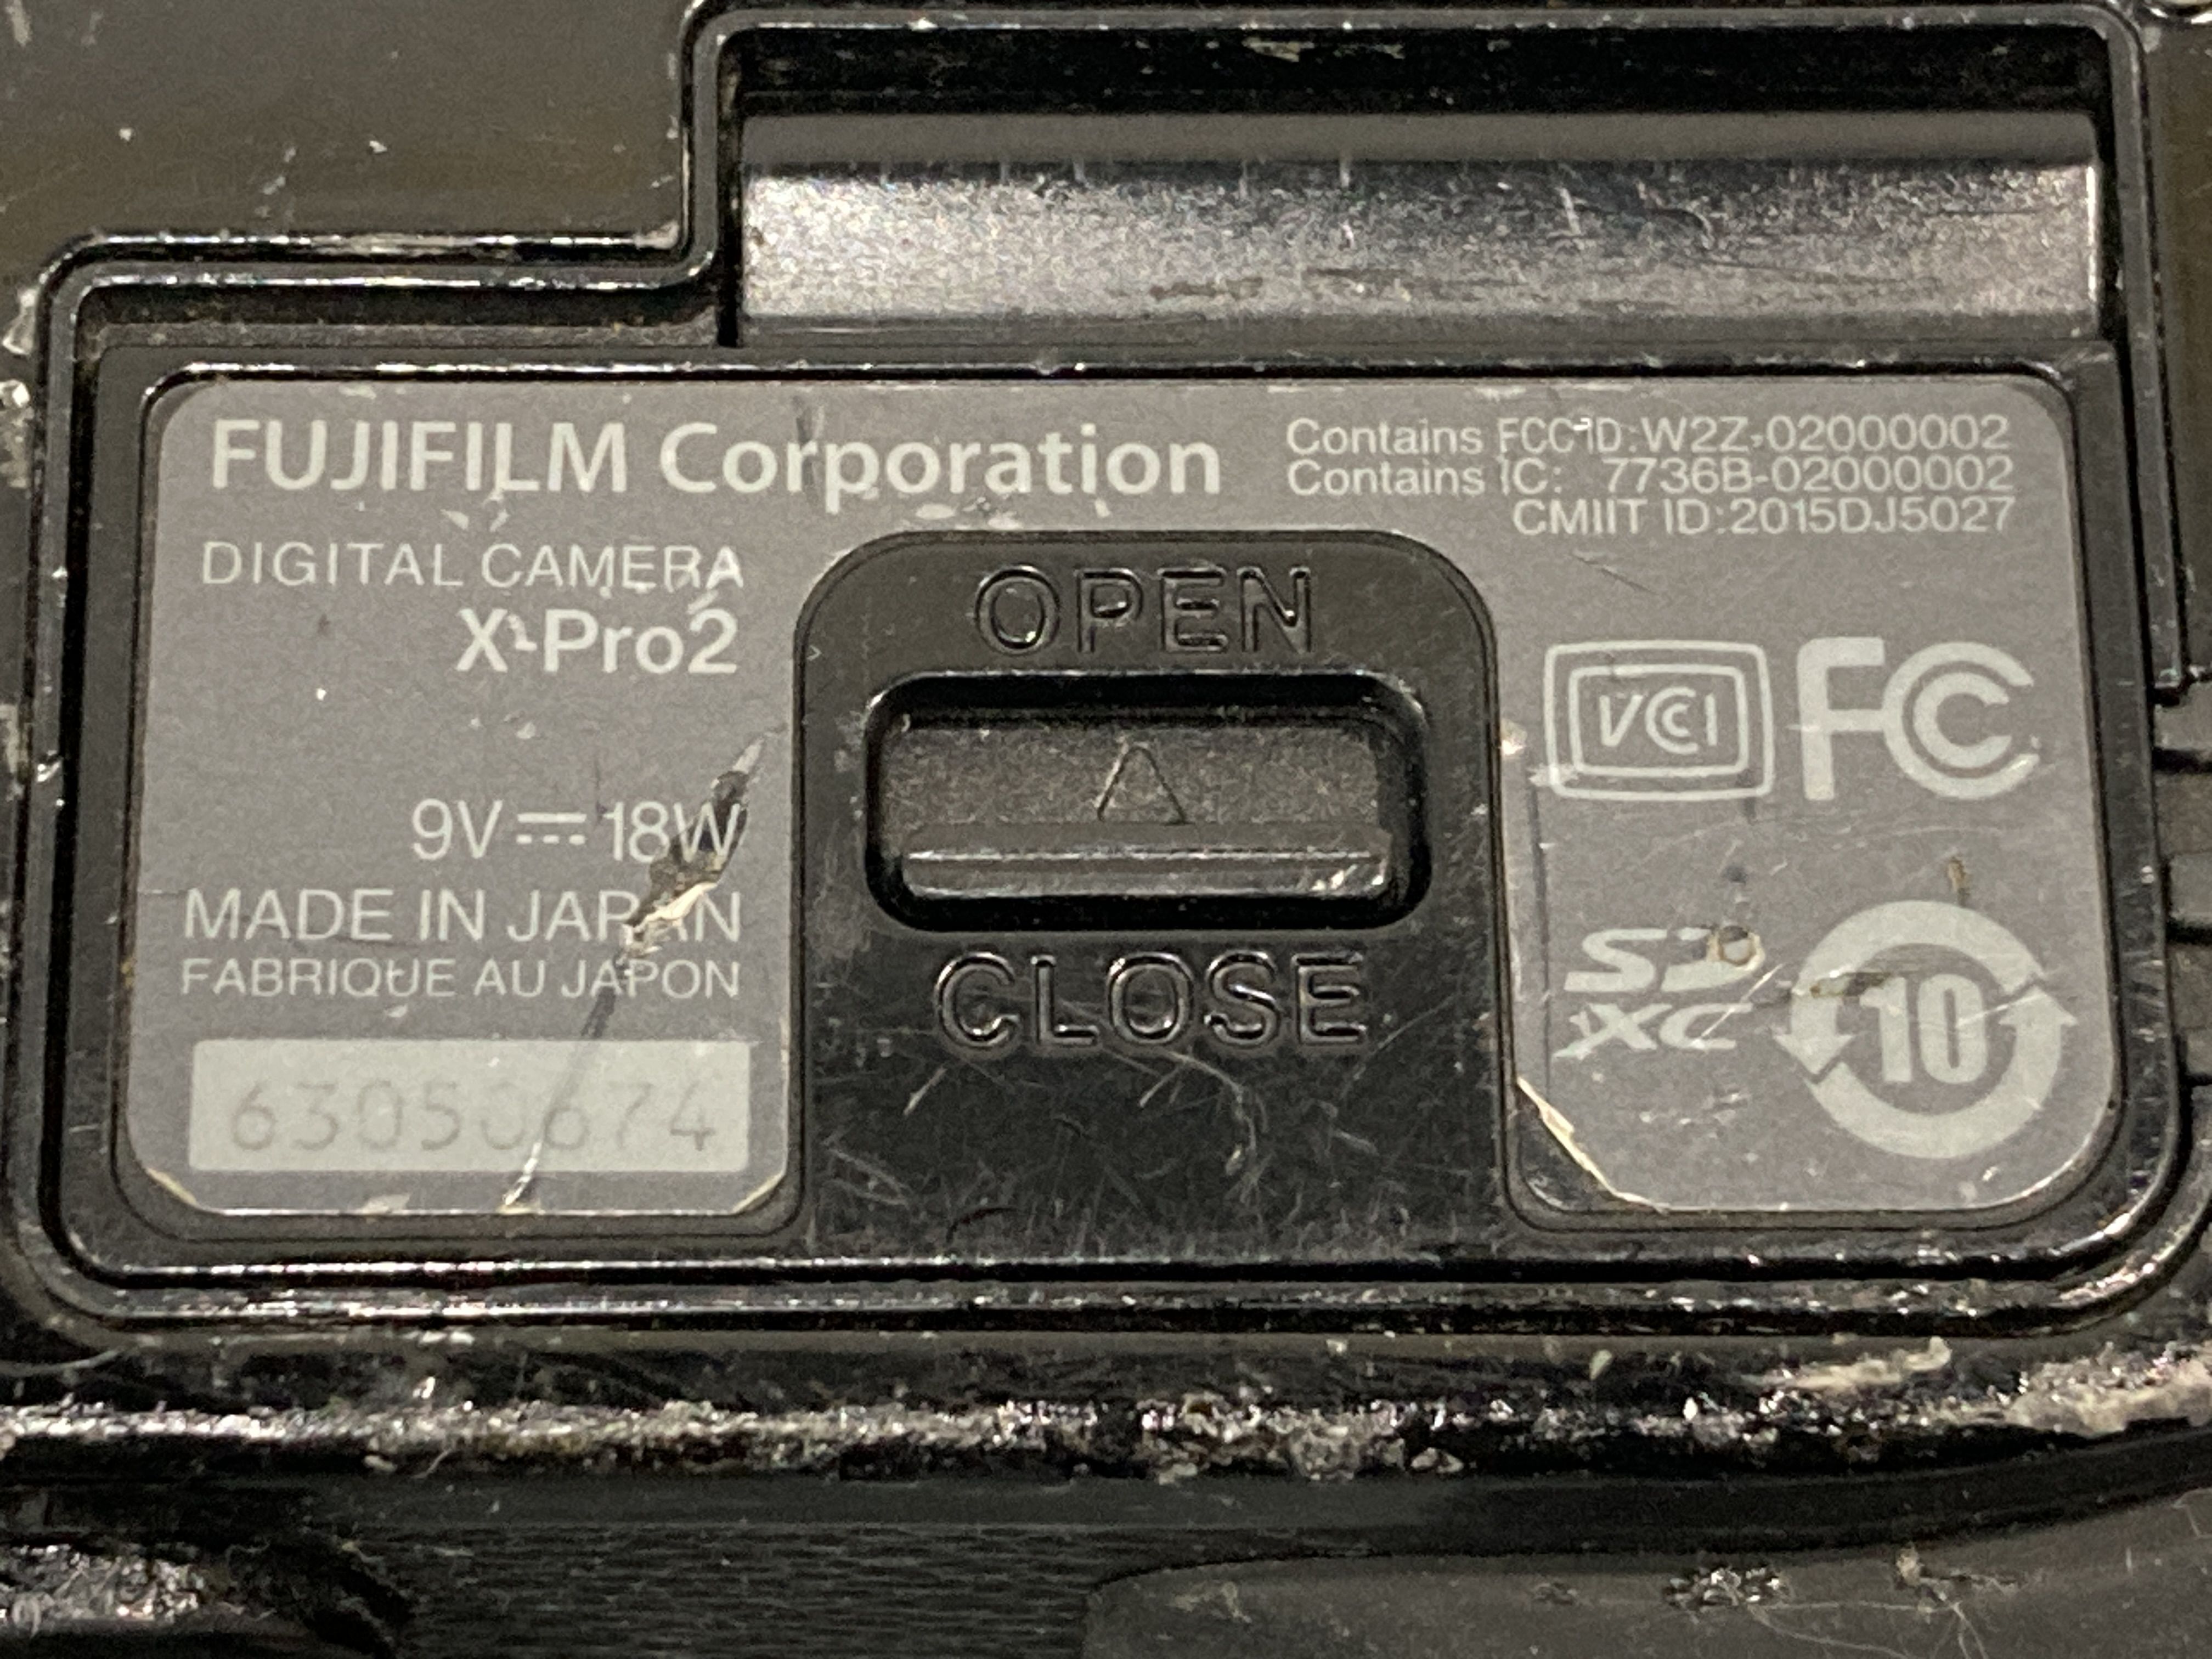 FUJIFILM Corporation
DIGITAL CAMERA
X-Pro2
9V⎓18W
MADE IN JAPAN
FABRIQUE AU JAPON
Contains FCC ID:W2Z-02000002
Contains IC: 7736B-02000002
CMIIT ID:2015DJ5027
OPEN
CLOSE
VCCI FC
SD
XC
10